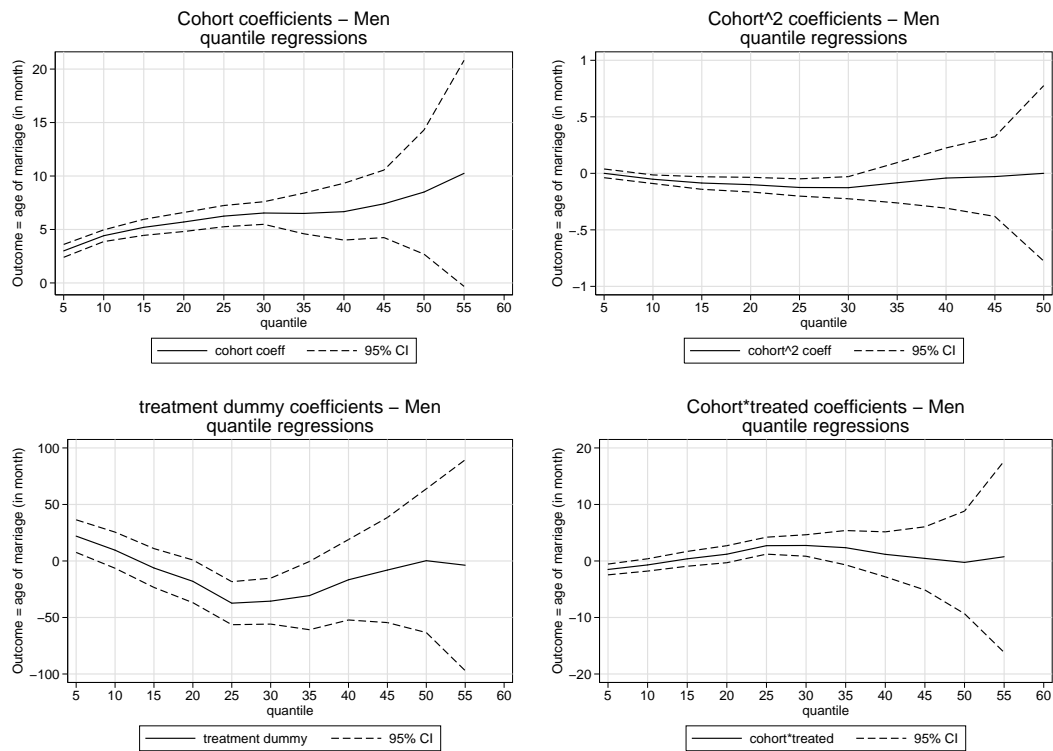 Cohort coefficients – Men
quantile regressions
Outcome = age of marriage (in month)
20
15
10
5
0
5 10 15 20 25 30 35 40 45 50 55 60
quantile
cohort coeff 95% CI
Cohort^2 coefficients – Men
quantile regressions
Outcome = age of marriage (in month)
1
.5
0
−.5
−1
5 10 15 20 25 30 35 40 45 50
quantile
cohort^2 coeff 95% CI
treatment dummy coefficients – Men
quantile regressions
Outcome = age of marriage (in month)
100
50
0
−50
−100
5 10 15 20 25 30 35 40 45 50 55 60
quantile
treatment dummy 95% CI
Cohort*treated coefficients – Men
quantile regressions
Outcome = age of marriage (in month)
20
10
0
−10
−20
5 10 15 20 25 30 35 40 45 50 55 60
quantile
cohort*treated 95% CI